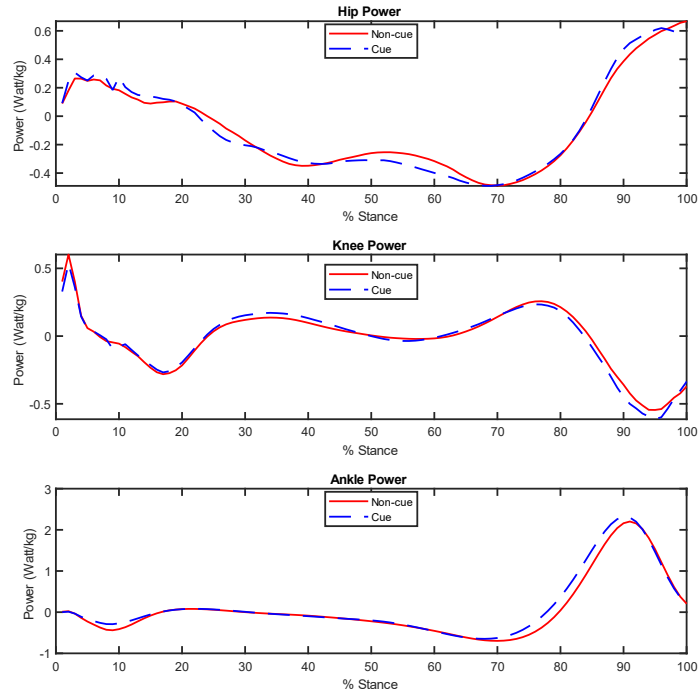 Hip Power
Power (Watt/kg)
0.6
0.4
0.2
0
-0.2
-0.4
Non-cue
Cue
0 10 20 30 40 50 60 70 80 90 100
% Stance
Knee Power
Power (Watt/kg)
0.5
0
-0.5
Non-cue
Cue
0 10 20 30 40 50 60 70 80 90 100
% Stance
Ankle Power
Power (Watt/kg)
3
2
1
0
-1
Non-cue
Cue
0 10 20 30 40 50 60 70 80 90 100
% Stance